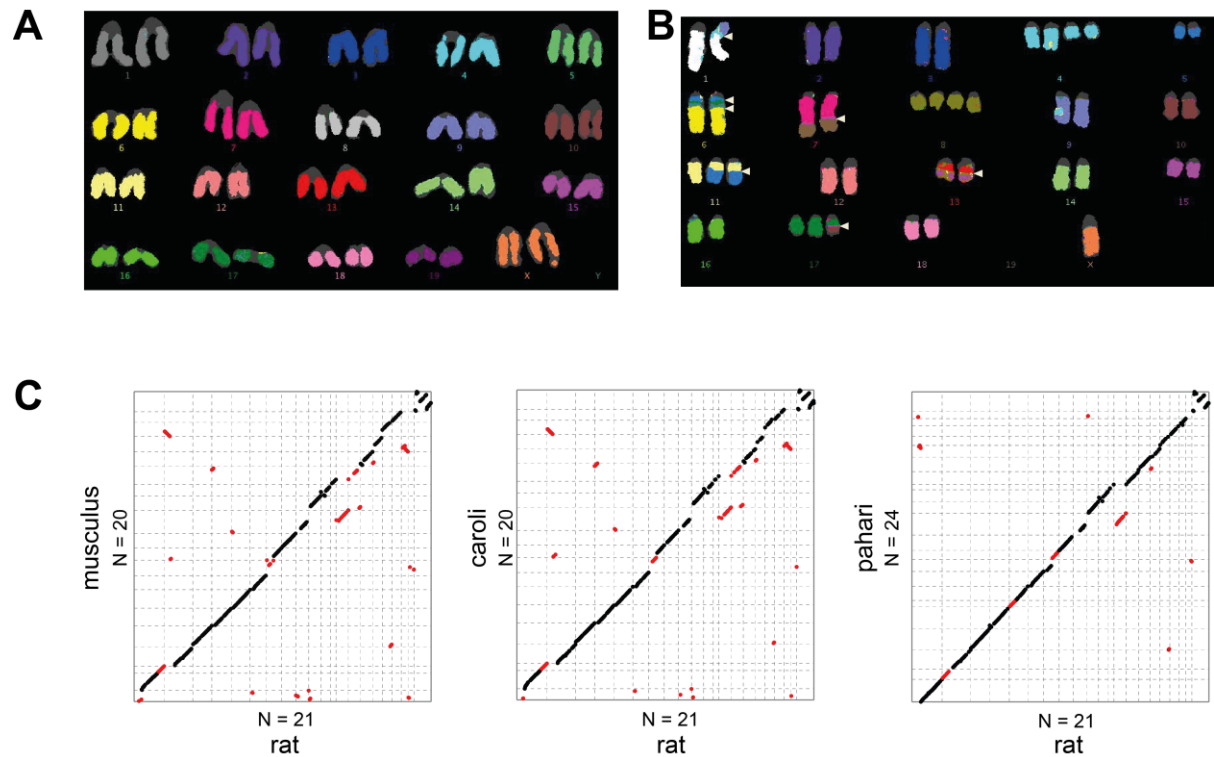 A
1 2 3 4 5
6 7 8 9 10
11 12 13 14 15
16 17 18 19 X Y
B
1 2 3 4 5
6 7 8 9 10
11 12 13 14 15
16 17 18 19 X
C
musculus
N = 20
N = 21
rat
caroli
N = 20
N = 21
rat
pahari
N = 24
N = 21
rat